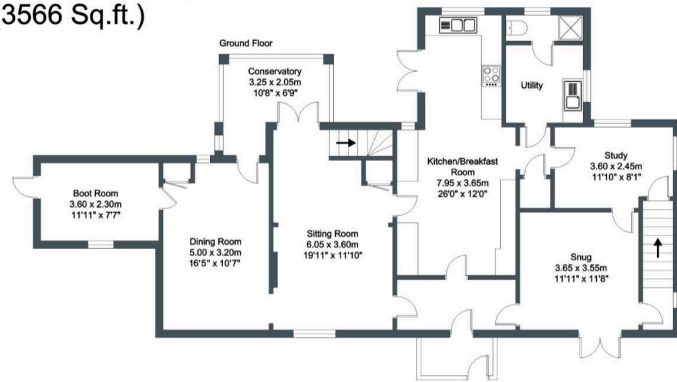 3566 Sq.ft.)
Ground Floor
Conservatory
3.25 x 2.05m
10'8" x 6'9"
Utility
Kitchen/Breakfast
Room
7.95 x 3.65m
26'0" x 12'0"
Study
3.60 x 2.45m
11'10" x 8'1"
Boot Room
3.60 x 2.30m
11'11" x 7'7"
Dining Room
5.00 x 3.20m
16'5" x 10'7"
Sitting Room
6.05 x 3.60m
19'11" x 11'10"
Snug
3.65 x 3.55m
11'11" x 11'8"